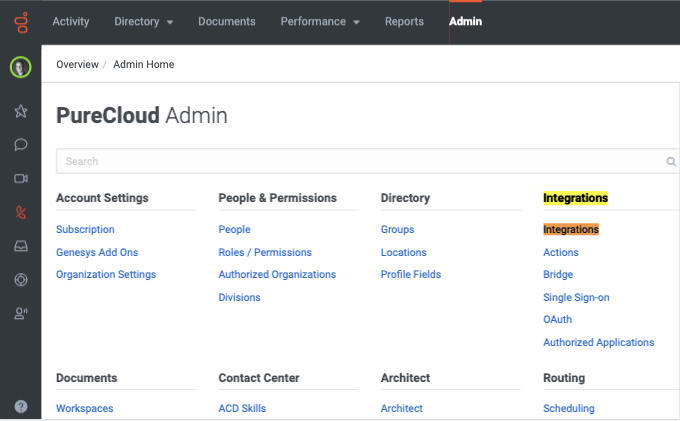 Activity Directory Documents Performance Reports Admin
Overview / Admin Home
PureCloud Admin
Search
Account Settings People & Permissions Directory Integrations
Subscription People Groups Integrations
Genesys Add Ons Roles / Permissions Locations Actions
Organization Settings Authorized Organizations Profile Fields Bridge
Divisions Single Sign-on
OAuth
Authorized Applications
Documents Contact Center Architect Routing
Workspaces ACD Skills Architect Scheduling